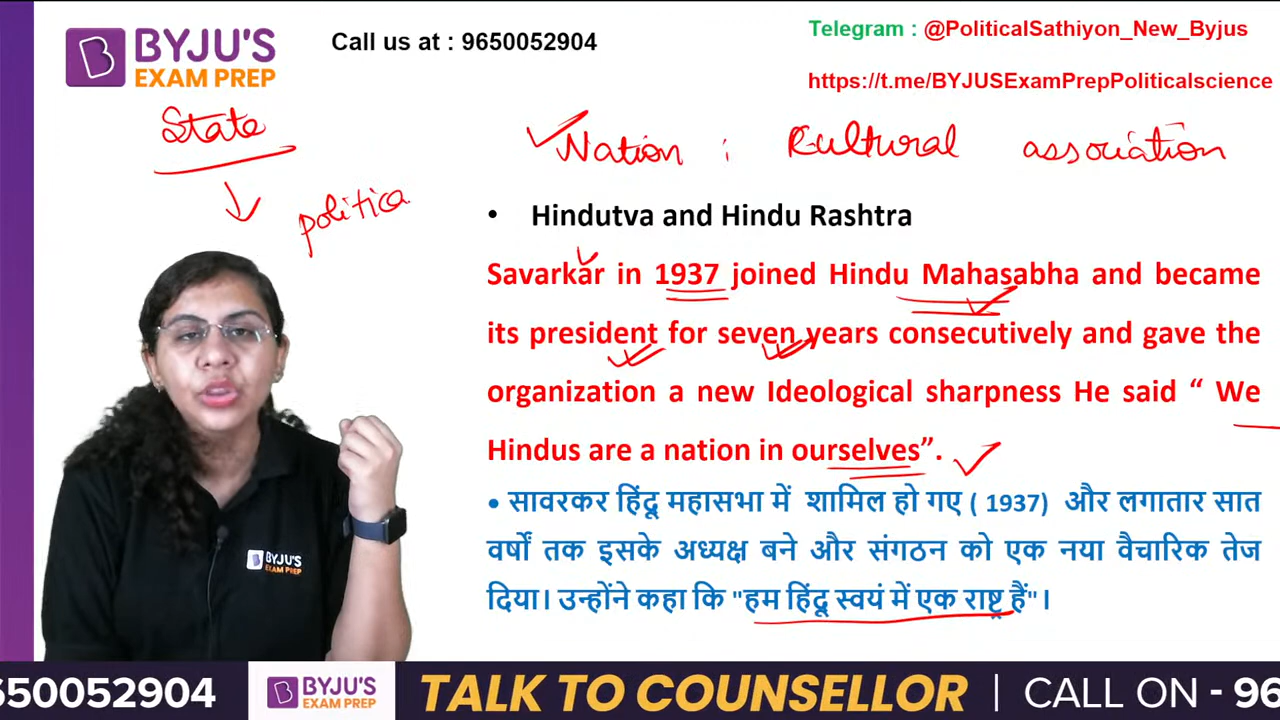 BYJU'S
EXAM PREP
Call us at : 9650052904
Telegram : @PoliticalSathiyon_New_Byjus
https://t.me/BYJUSExamPrepPoliticalscience
State
politica
Nation : Cultural association
• Hindutva and Hindu Rashtra
Savarkar in 1937 joined Hindu Mahasabha and became
its president for seven years consecutively and gave the
organization a new Ideological sharpness He said “ We
Hindus are a nation in ourselves”.
• सावरकर हिंदू महासभा में शामिल हो गए ( 1937) और लगातार सात
वर्षों तक इसके अध्यक्ष बने और संगठन को एक नया वैचारिक तेज
दिया। उन्होंने कहा कि "हम हिंदू स्वयं में एक राष्ट्र हैं"।
BYJU'S
EXAM PREP
650052904
BYJU'S
EXAM PREP
TALK TO COUNSELLOR | CALL ON - 96